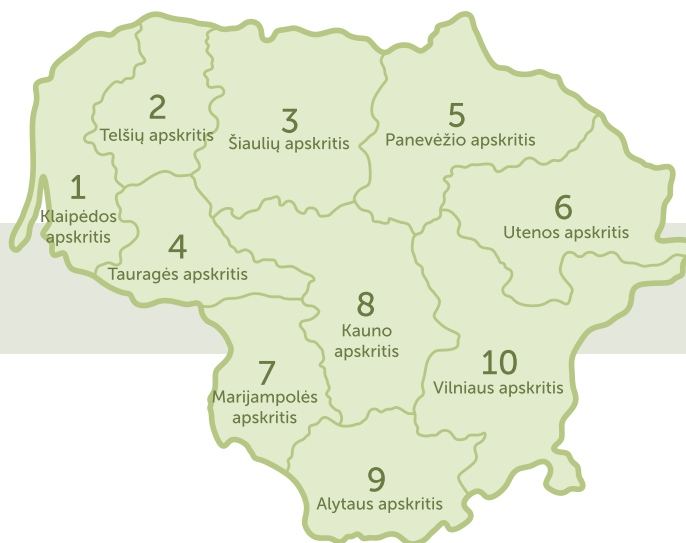 1
Klaipėdos
apskritis
2
Telšių apskritis
3
Šiaulių apskritis
4
Tauragės apskritis
5
Panevėžio apskritis
6
Utenos apskritis
7
Marijampolės
apskritis
8
Kauno
apskritis
9
Alytaus apskritis
10
Vilniaus apskritis